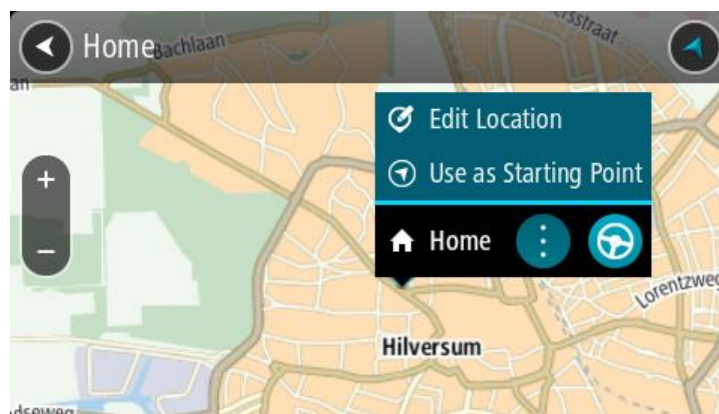 Home
Bachlaan
Edit Location
Use as Starting Point
Home
Lorentzweg
Hilversum